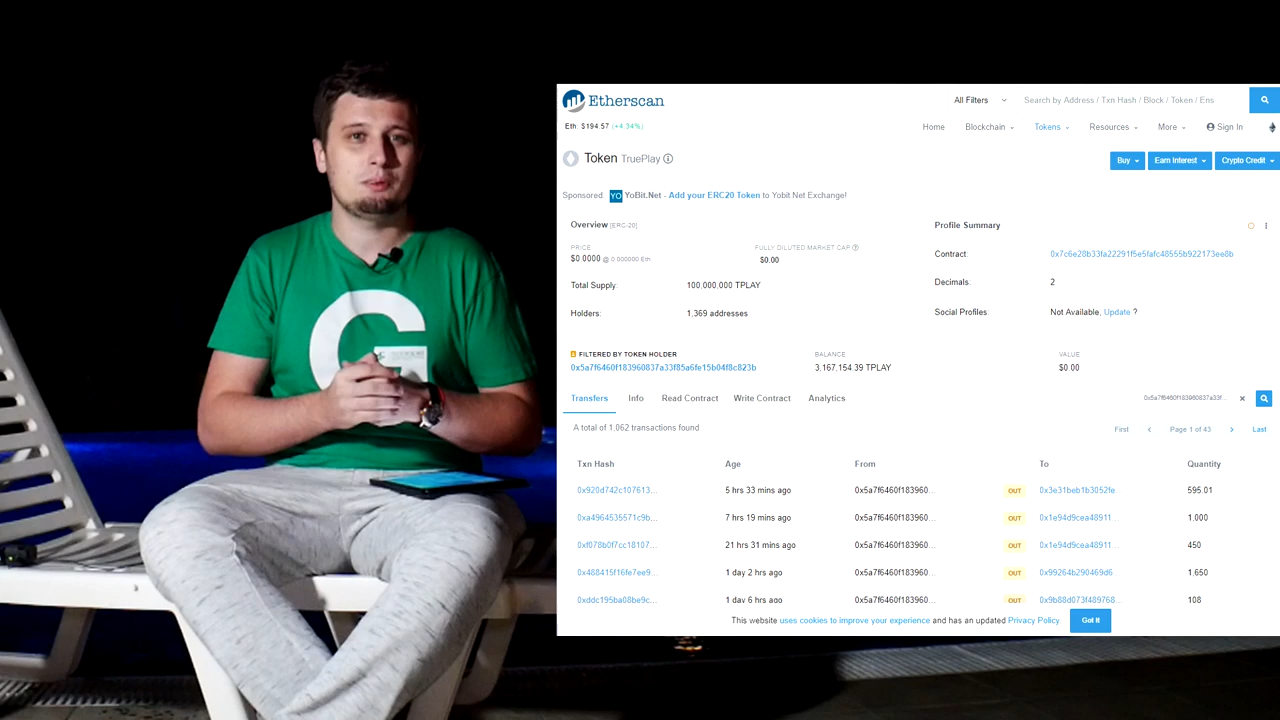 G
Etherscan
All Filters
Search by Address / Txn Hash / Block / Token / Ens
Eth: $194.57 (+4.34%)
Home Blockchain Tokens Resources More Sign In
Token TruePlay
Buy Earn Interest Crypto Credit
Sponsored YO YoBit.Net - Add your ERC20 Token to Yobit Net Exchange!
Overview [ERC-20]
Profile Summary
PRICE FULLY DILUTED MARKET CAP
$0.0000 @ 0.000000 Eth $0.00
Contract: 0x7c6e28b33fa22291f5e5fafc48555b922173ee8b
Total Supply: 100,000,000 TPLAY
Decimals: 2
Holders: 1,369 addresses
Social Profiles: Not Available, Update ?
FILTERED BY TOKEN HOLDER BALANCE VALUE
0x5a7f6460f183960837a33f85a6fe15b04f8c823b 3,167,154.39 TPLAY $0.00
Transfers Info Read Contract Write Contract Analytics 0x5a7f6460f183960837a33f...
A total of 1,062 transactions found
First Page 1 of 43 Last
Txn Hash Age From To Quantity
0x920d742c107613... 5 hrs 33 mins ago 0x5a7f6460f183960... OUT 0x3e31beb1b3052fe... 595.01
0xa4964535571c9b... 7 hrs 19 mins ago 0x5a7f6460f183960... OUT 0x1e94d9cea48911... 1,000
0xf078b0f7cc18107... 21 hrs 31 mins ago 0x5a7f6460f183960... OUT 0x1e94d9cea48911... 450
0x488415f16fe7ee9... 1 day 2 hrs ago 0x5a7f6460f183960... OUT 0x99264b290469d6... 1,650
0xddc195ba08be9c... 1 day 6 hrs ago 0x5a7f6460f183960... OUT 0x9b88d073f489768... 108
This website uses cookies to improve your experience and has an updated Privacy Policy. Got It